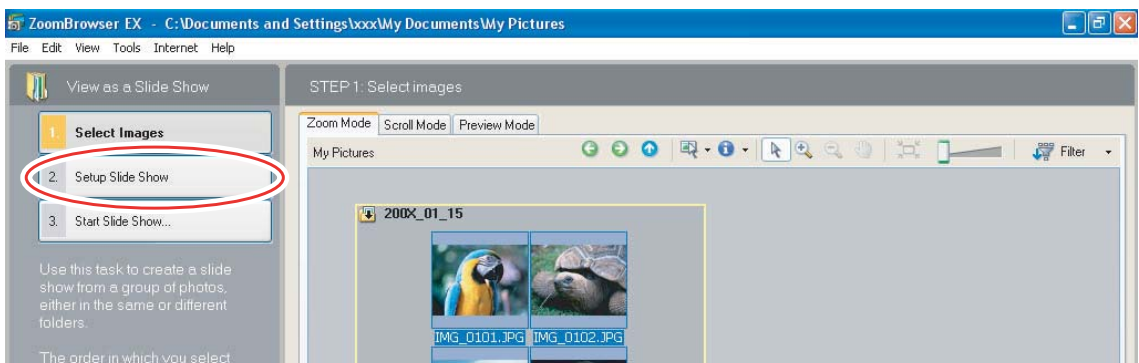 ZoomBrowser EX - C:\Documents and Settings\xxx\My Documents\My Pictures
File Edit View Tools Internet Help
View as a Slide Show
STEP 1: Select images
1. Select Images
2. Setup Slide Show
3. Start Slide Show...
Use this task to create a slide
show from a group of photos,
either in the same or different
folders.
The order in which you select
Zoom Mode Scroll Mode Preview Mode
My Pictures
Filter
200X_01_15
IMG_0101.JPG IMG_0102.JPG